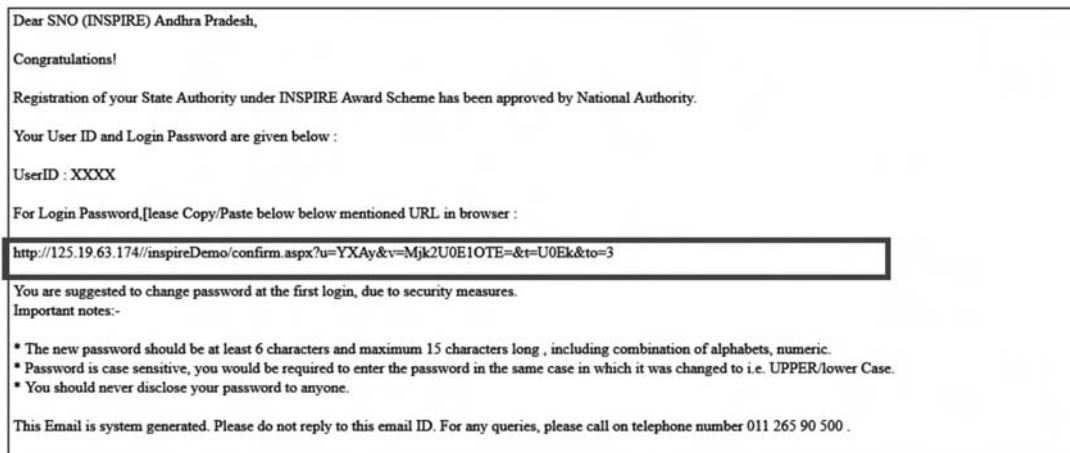 Dear SNO (INSPIRE) Andhra Pradesh,
Congratulations!
Registration of your State Authority under INSPIRE Award Scheme has been approved by National Authority.
Your User ID and Login Password are given below :
UserID : XXXX
For Login Password,[lease Copy/Paste below below mentioned URL in browser :
http://125.19.63.174//inspireDemo/confirm.aspx?u=YXAy&v=Mjk2U0E1OTE=&t=U0Ek&to=3
You are suggested to change password at the first login, due to security measures.
Important notes:-
* The new password should be at least 6 characters and maximum 15 characters long , including combination of alphabets, numeric.
* Password is case sensitive, you would be required to enter the password in the same case in which it was changed to i.e. UPPER/lower Case.
* You should never disclose your password to anyone.
This Email is system generated. Please do not reply to this email ID. For any queries, please call on telephone number 011 265 90 500 .